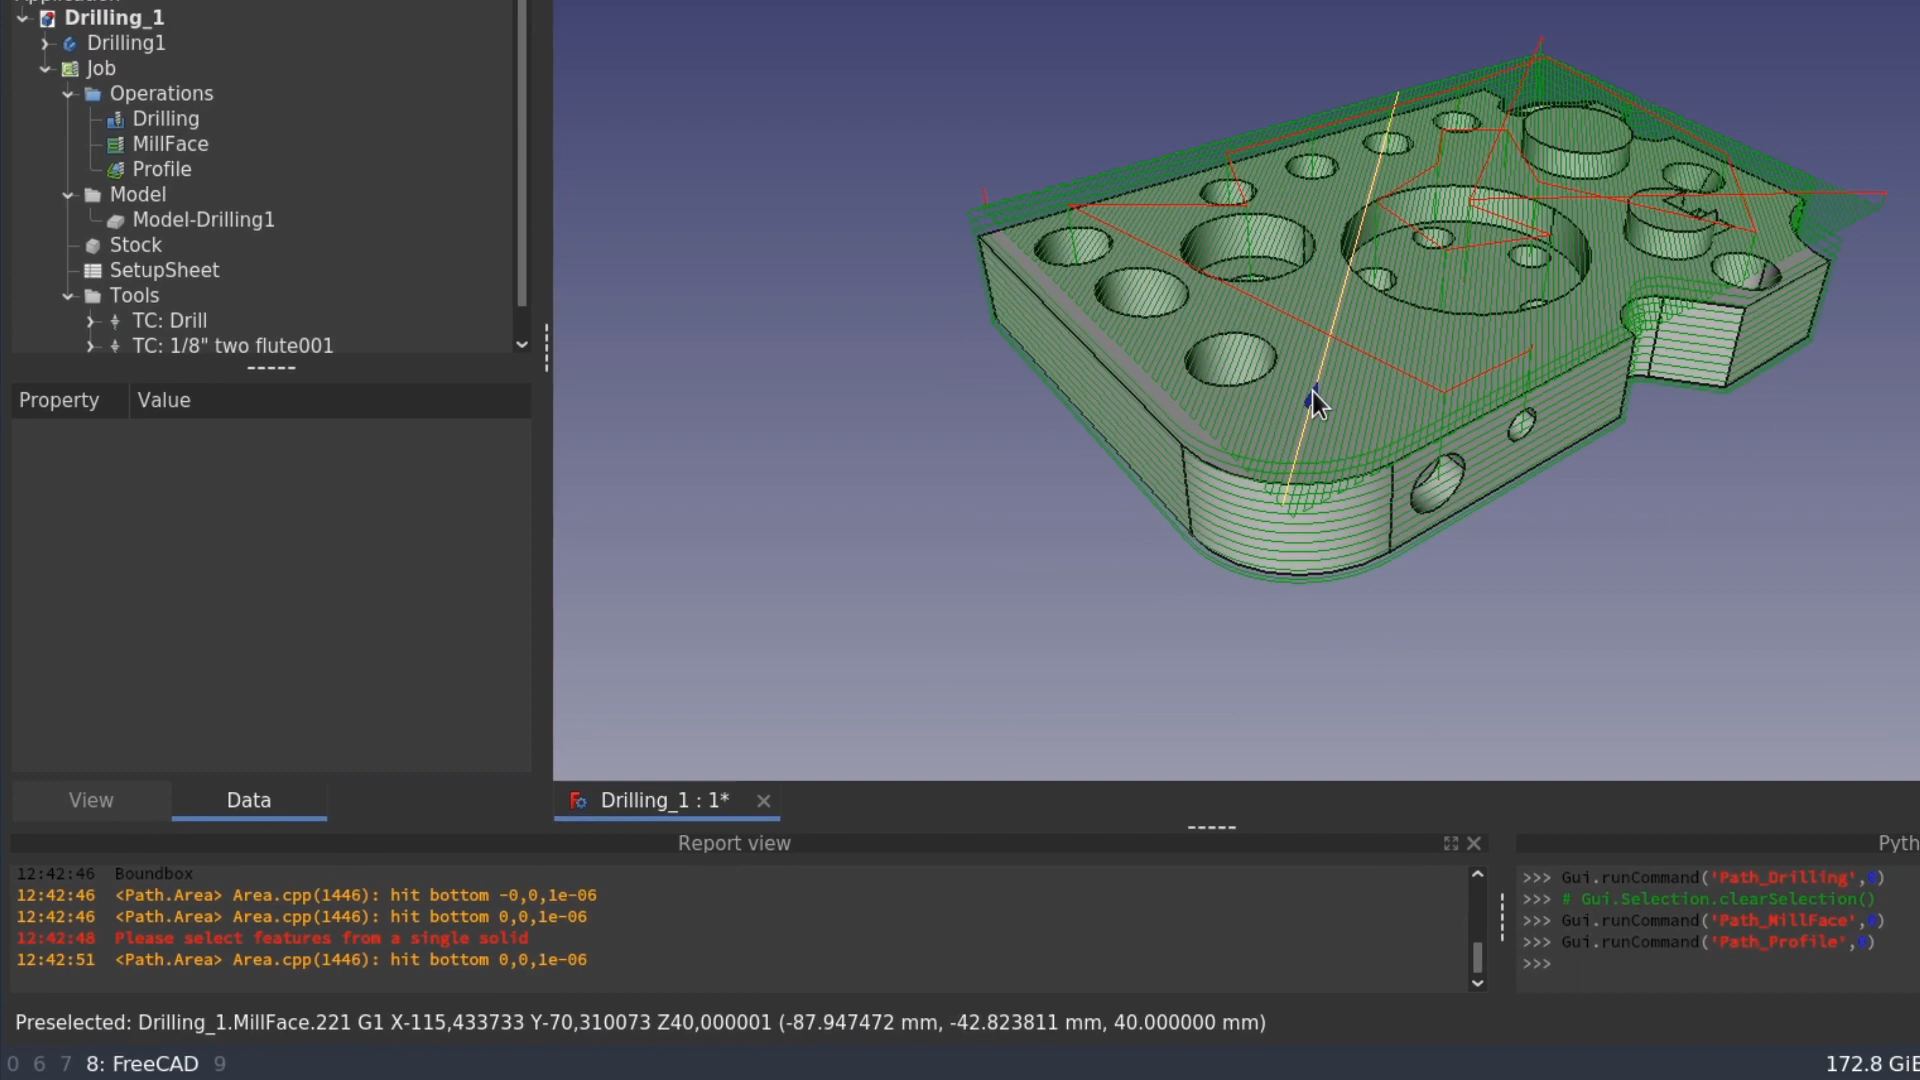 Application
Drilling_1
Drilling1
Job
Operations
Drilling
MillFace
Profile
Model
Model-Drilling1
Stock
SetupSheet
Tools
TC: Drill
TC: 1/8" two flute001
Property Value
View Data
Drilling_1 : 1*
Report view
Pyth
12:42:46 Boundbox
12:42:46 <Path.Area> Area.cpp(1446): hit bottom -0,0,1e-06
12:42:46 <Path.Area> Area.cpp(1446): hit bottom 0,0,1e-06
12:42:48 Please select features from a single solid
12:42:51 <Path.Area> Area.cpp(1446): hit bottom 0,0,1e-06
>>> Gui.runCommand('Path_Drilling',0)
>>> # Gui.Selection.clearSelection()
>>> Gui.runCommand('Path_MillFace',0)
>>> Gui.runCommand('Path_Profile',0)
>>>
Preselected: Drilling_1.MillFace.221 G1 X-115,433733 Y-70,310073 Z40,000001 (-87.947472 mm, -42.823811 mm, 40.000000 mm)
0 6 7 8: FreeCAD 9
172.8 GiB